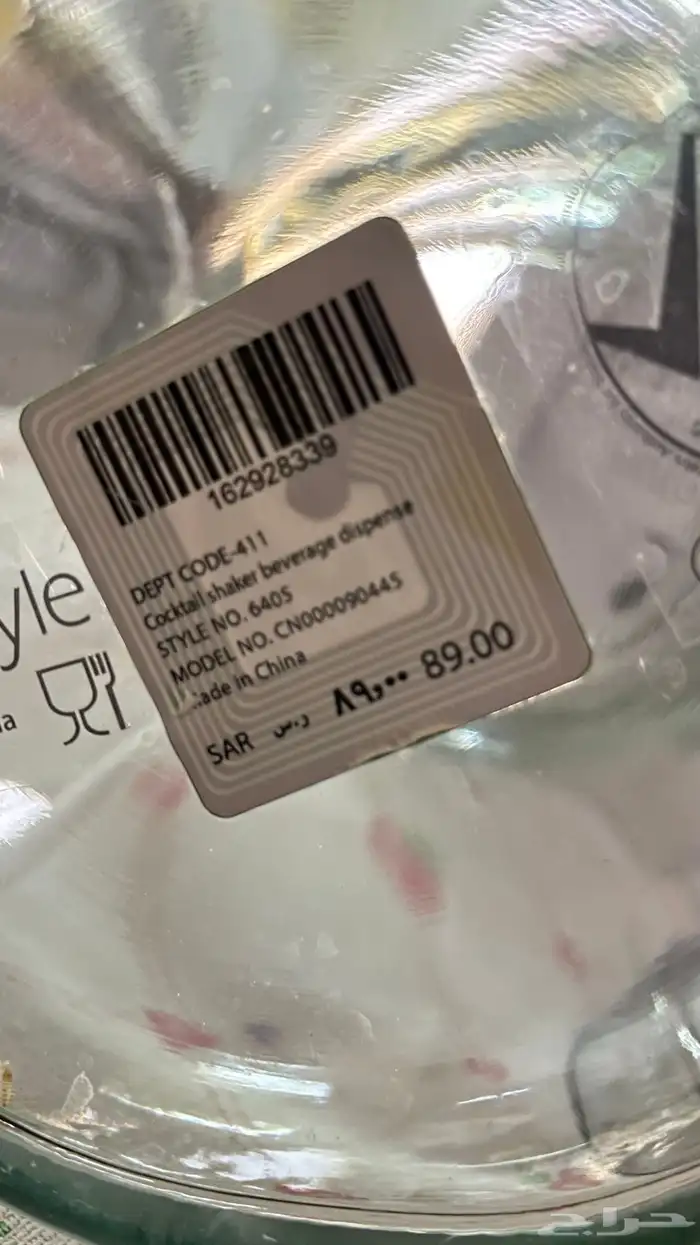 162928339
DEPT CODE-411
Cocktail shaker beverage dispense
STYLE NO. 6405
MODEL NO. CN000090445
ade in China
SAR ر.س ٨٩,٠٠ 89.00
yle
a
حراج